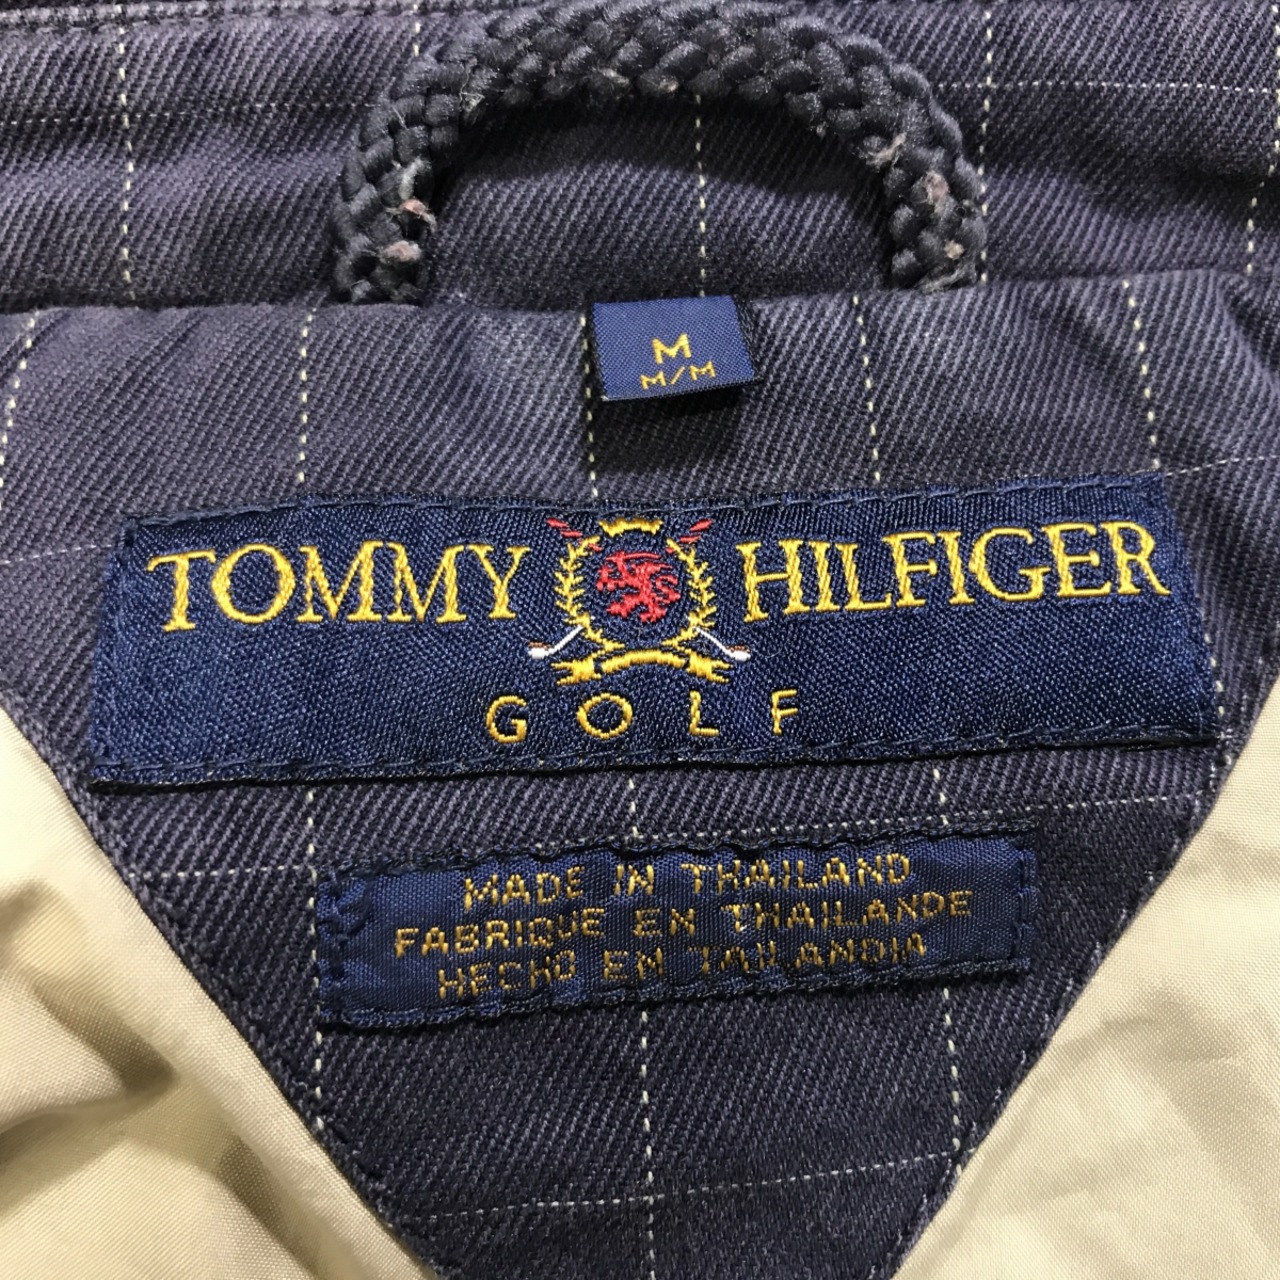 M
M/M
TOMMY HILFIGER
GOLF
MADE IN THAILAND
FABRIQUE EN THAILANDE
HECHO EN TAILANDIA